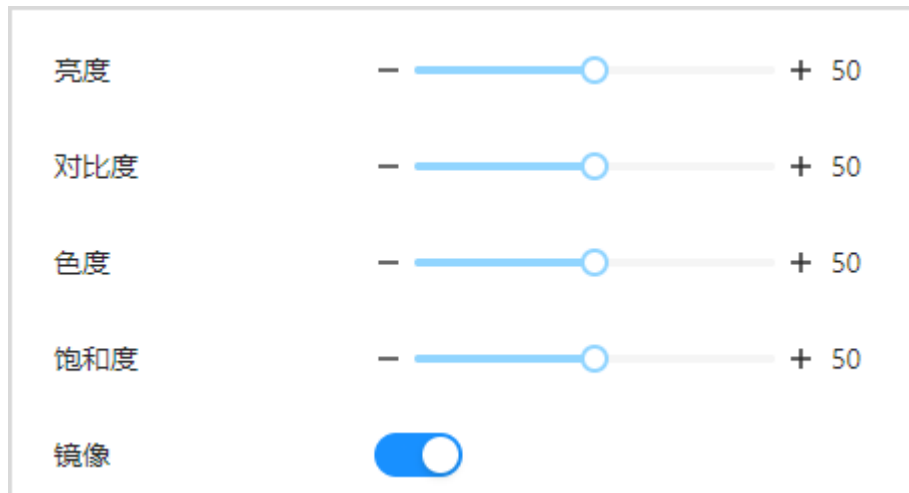 亮度 − + 50
对比度 − + 50
色度 − + 50
饱和度 − + 50
镜像